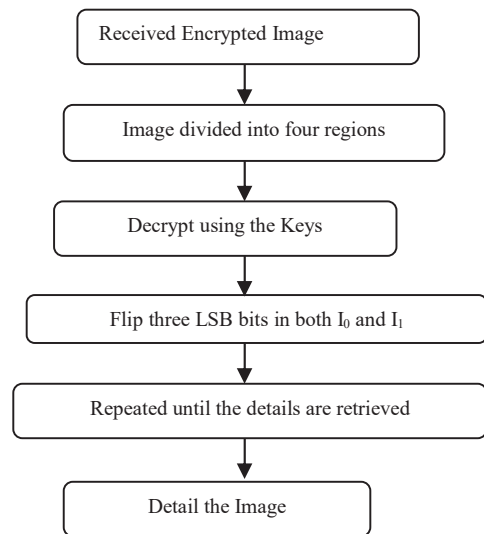 Received Encrypted Image
Image divided into four regions
Decrypt using the Keys
Flip three LSB bits in both I₀ and I₁
Repeated until the details are retrieved
Detail the Image